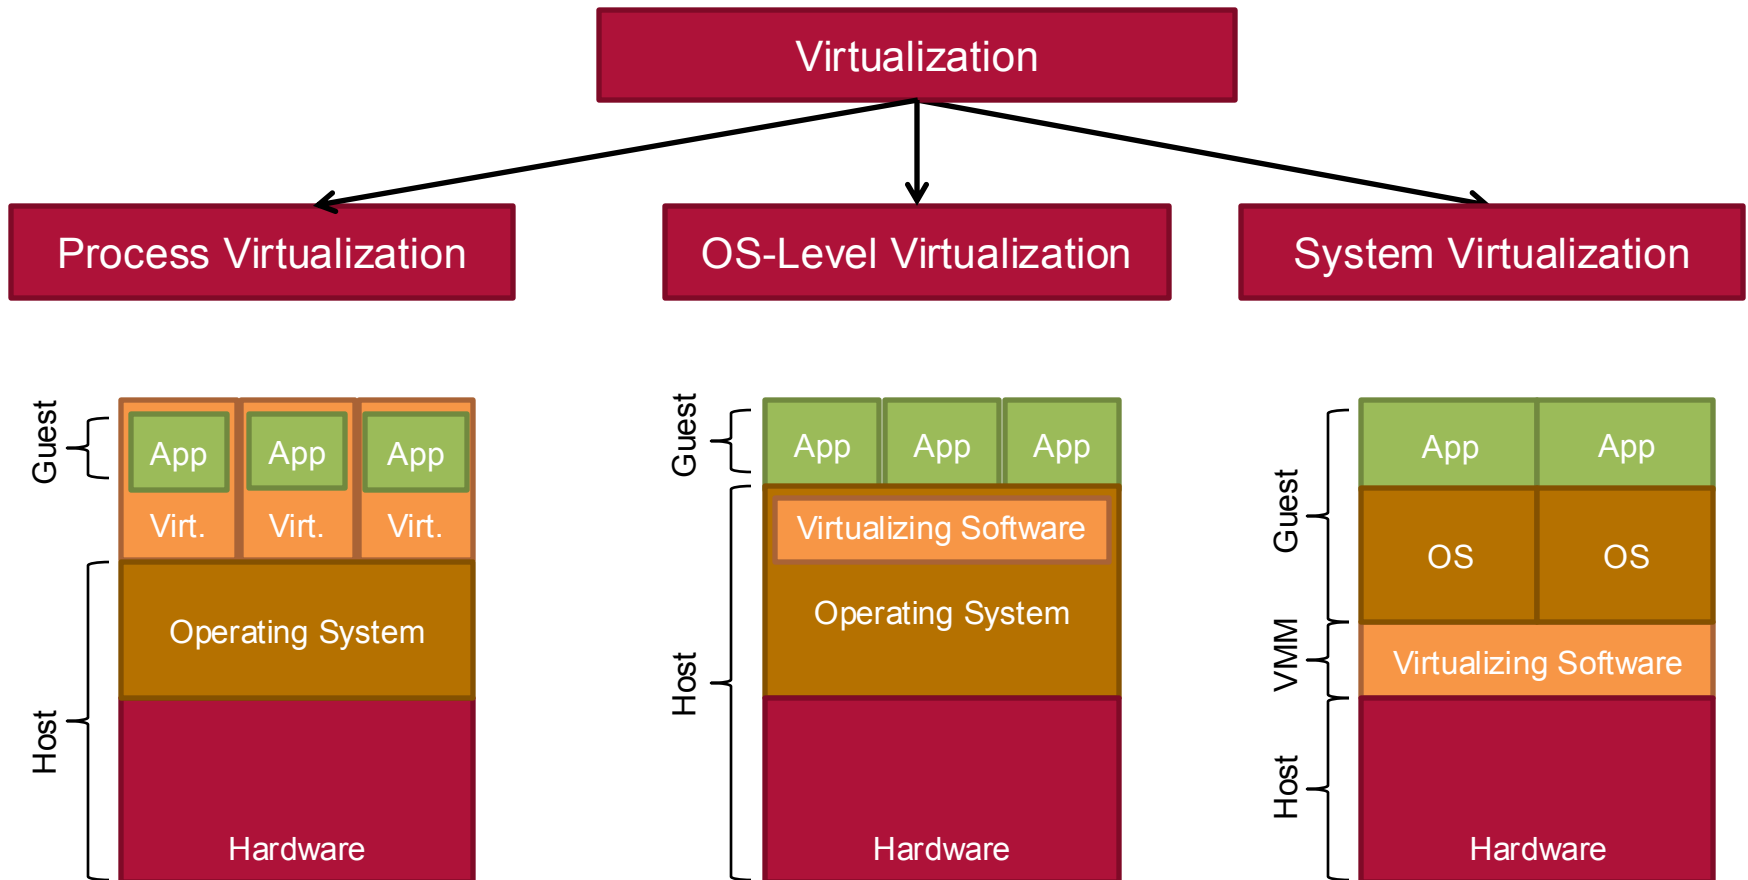 Virtualization
Process Virtualization
OS-Level Virtualization
System Virtualization
Guest
App
App
App
Virt.
Virt.
Virt.
Operating System
Host
Hardware
Guest
App
App
App
Virtualizing Software
Operating System
Host
Hardware
Guest
App
App
OS
OS
VMM
Virtualizing Software
Host
Hardware